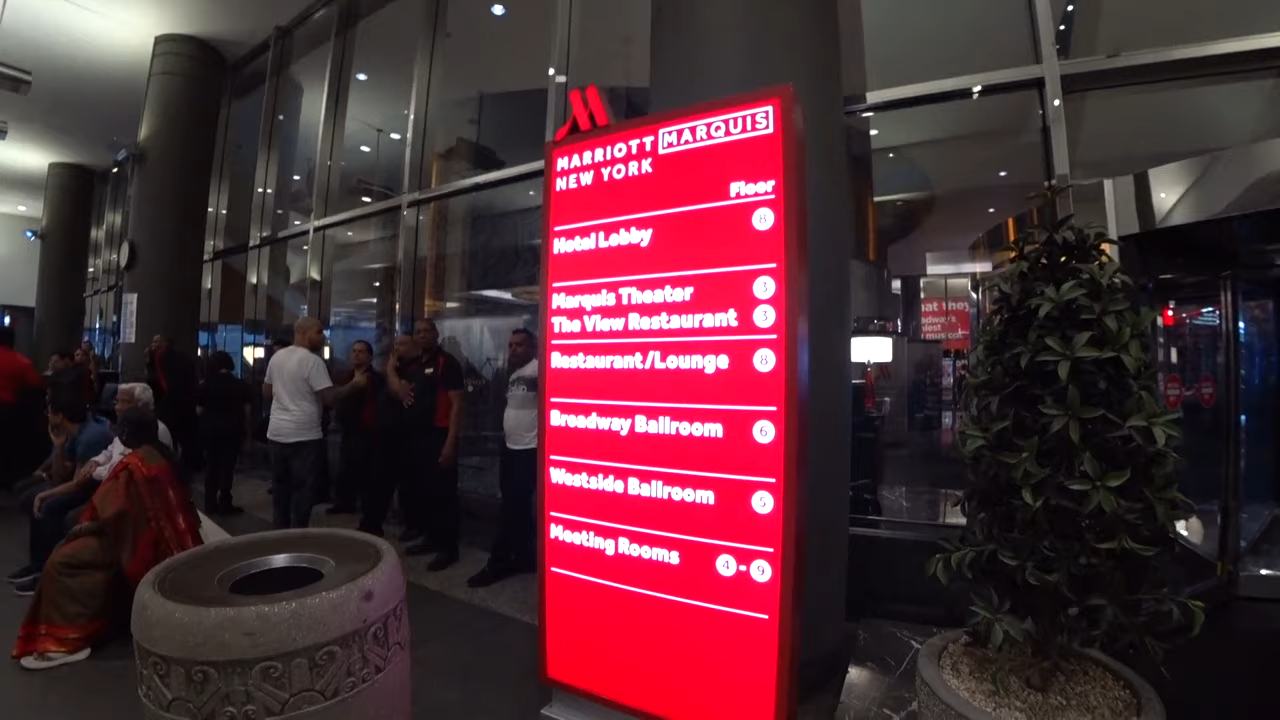 MARRIOTT MARQUIS
NEW YORK
Floor
Hotel Lobby 8
Marquis Theater 3
The View Restaurant 3
Restaurant/Lounge 8
Broadway Ballroom 6
Westside Ballroom 5
Meeting Rooms 4 - 9